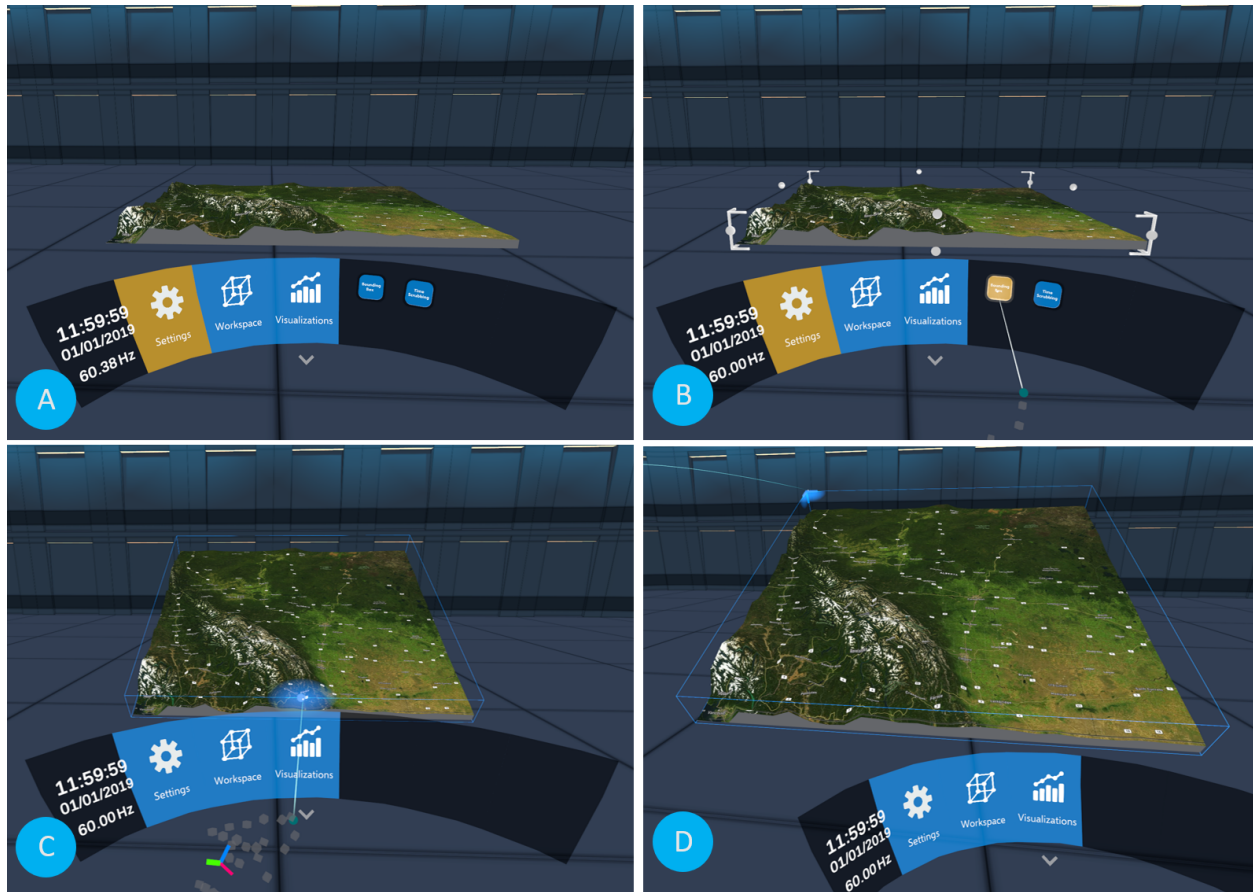 11:59:59
01/01/2019
60.38 Hz
Settings
Workspace
Visualizations
Bounding
Box
Time
Scrubbing
A
11:59:59
01/01/2019
60.00 Hz
Settings
Workspace
Visualizations
Bounding
Box
Time
Scrubbing
B
11:59:59
01/01/2019
60.00 Hz
Settings
Workspace
Visualizations
C
11:59:59
01/01/2019
60.00 Hz
Settings
Workspace
Visualizations
D